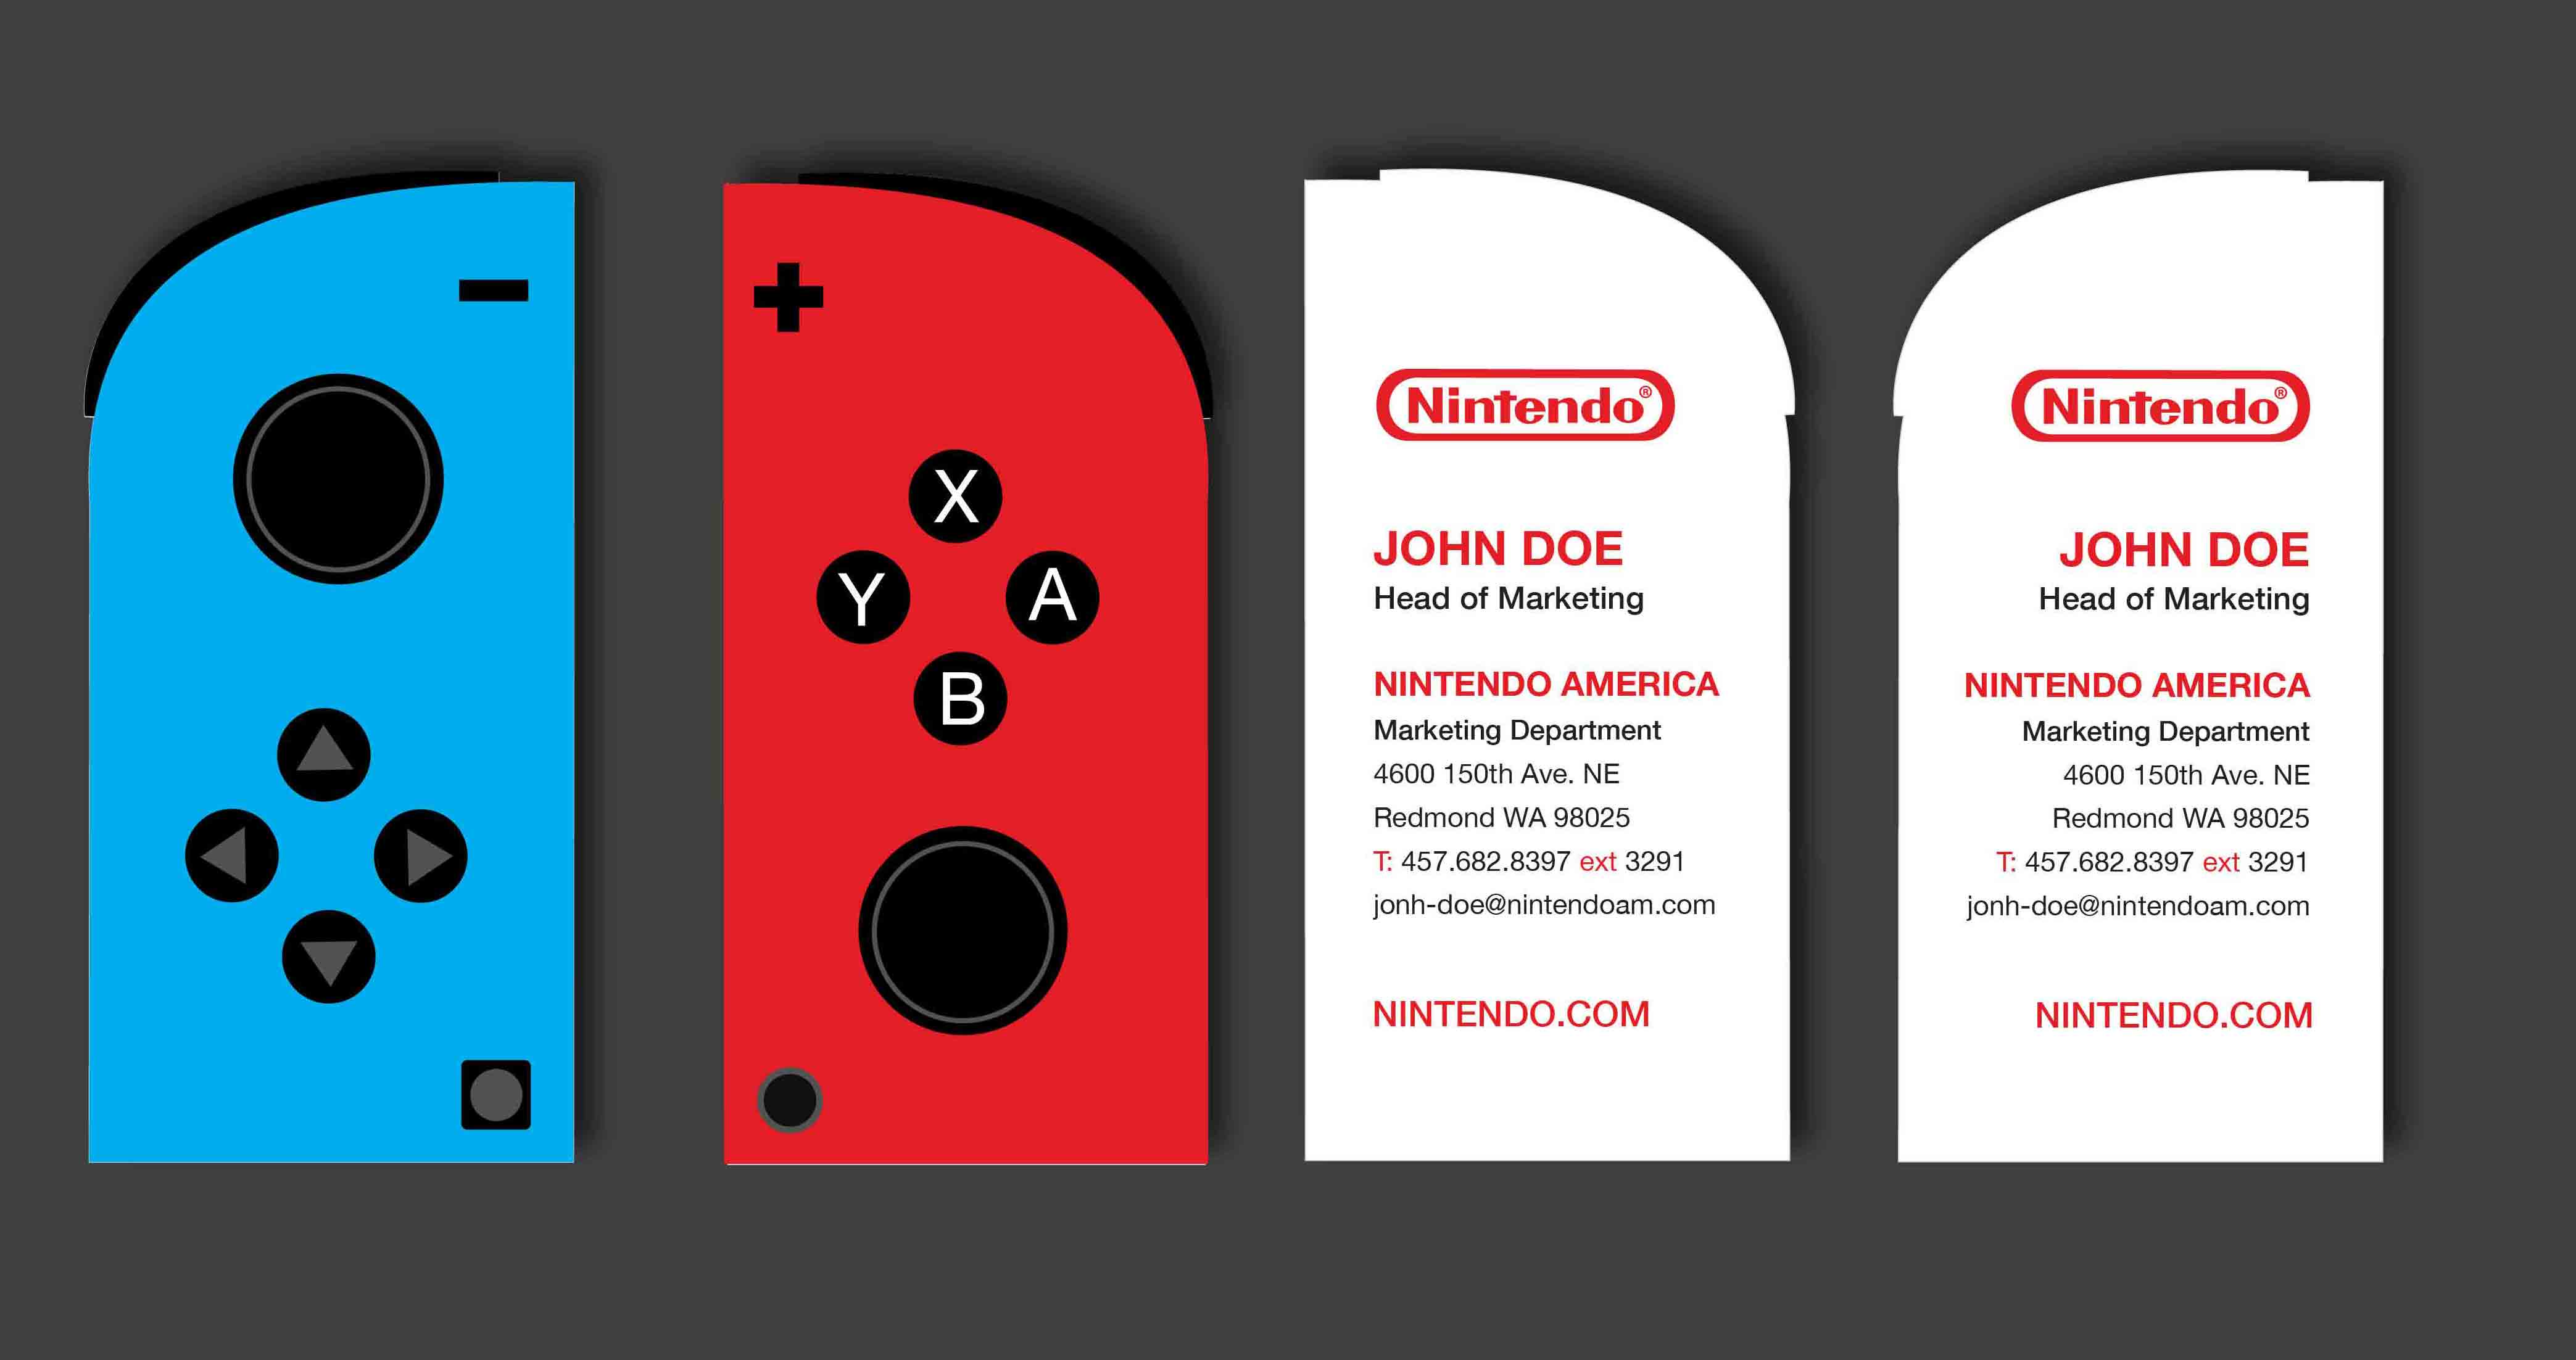 X
Y
A
B
Nintendo®
JOHN DOE
Head of Marketing
NINTENDO AMERICA
Marketing Department
4600 150th Ave. NE
Redmond WA 98025
T: 457.682.8397 ext 3291
jonh-doe@nintendoam.com
NINTENDO.COM
Nintendo®
JOHN DOE
Head of Marketing
NINTENDO AMERICA
Marketing Department
4600 150th Ave. NE
Redmond WA 98025
T: 457.682.8397 ext 3291
jonh-doe@nintendoam.com
NINTENDO.COM